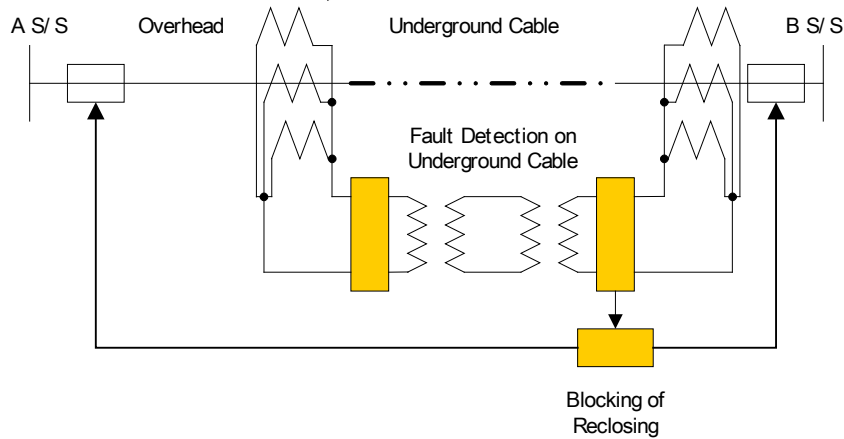 A S/S Overhead Underground Cable B S/S
Fault Detection on
Underground Cable
Blocking of
Reclosing